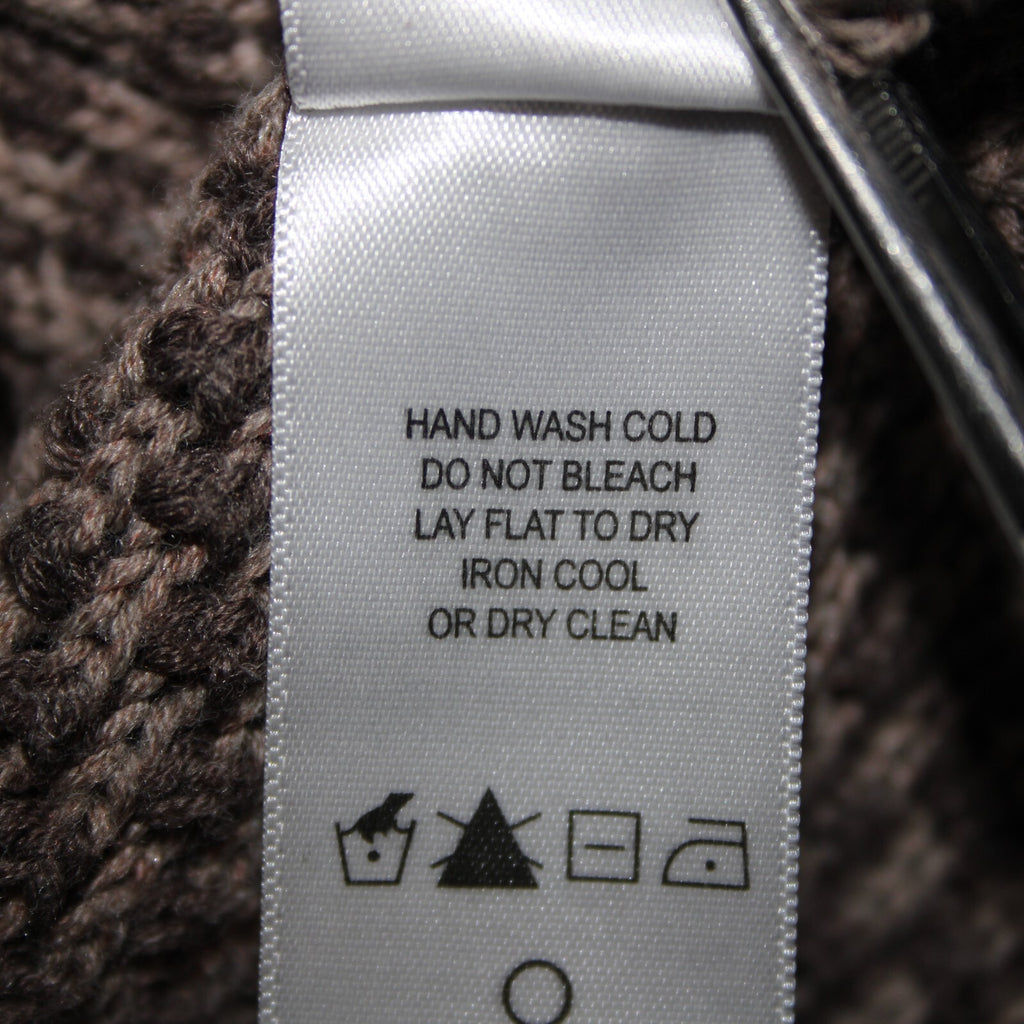 HAND WASH COLD
DO NOT BLEACH
LAY FLAT TO DRY
IRON COOL
OR DRY CLEAN